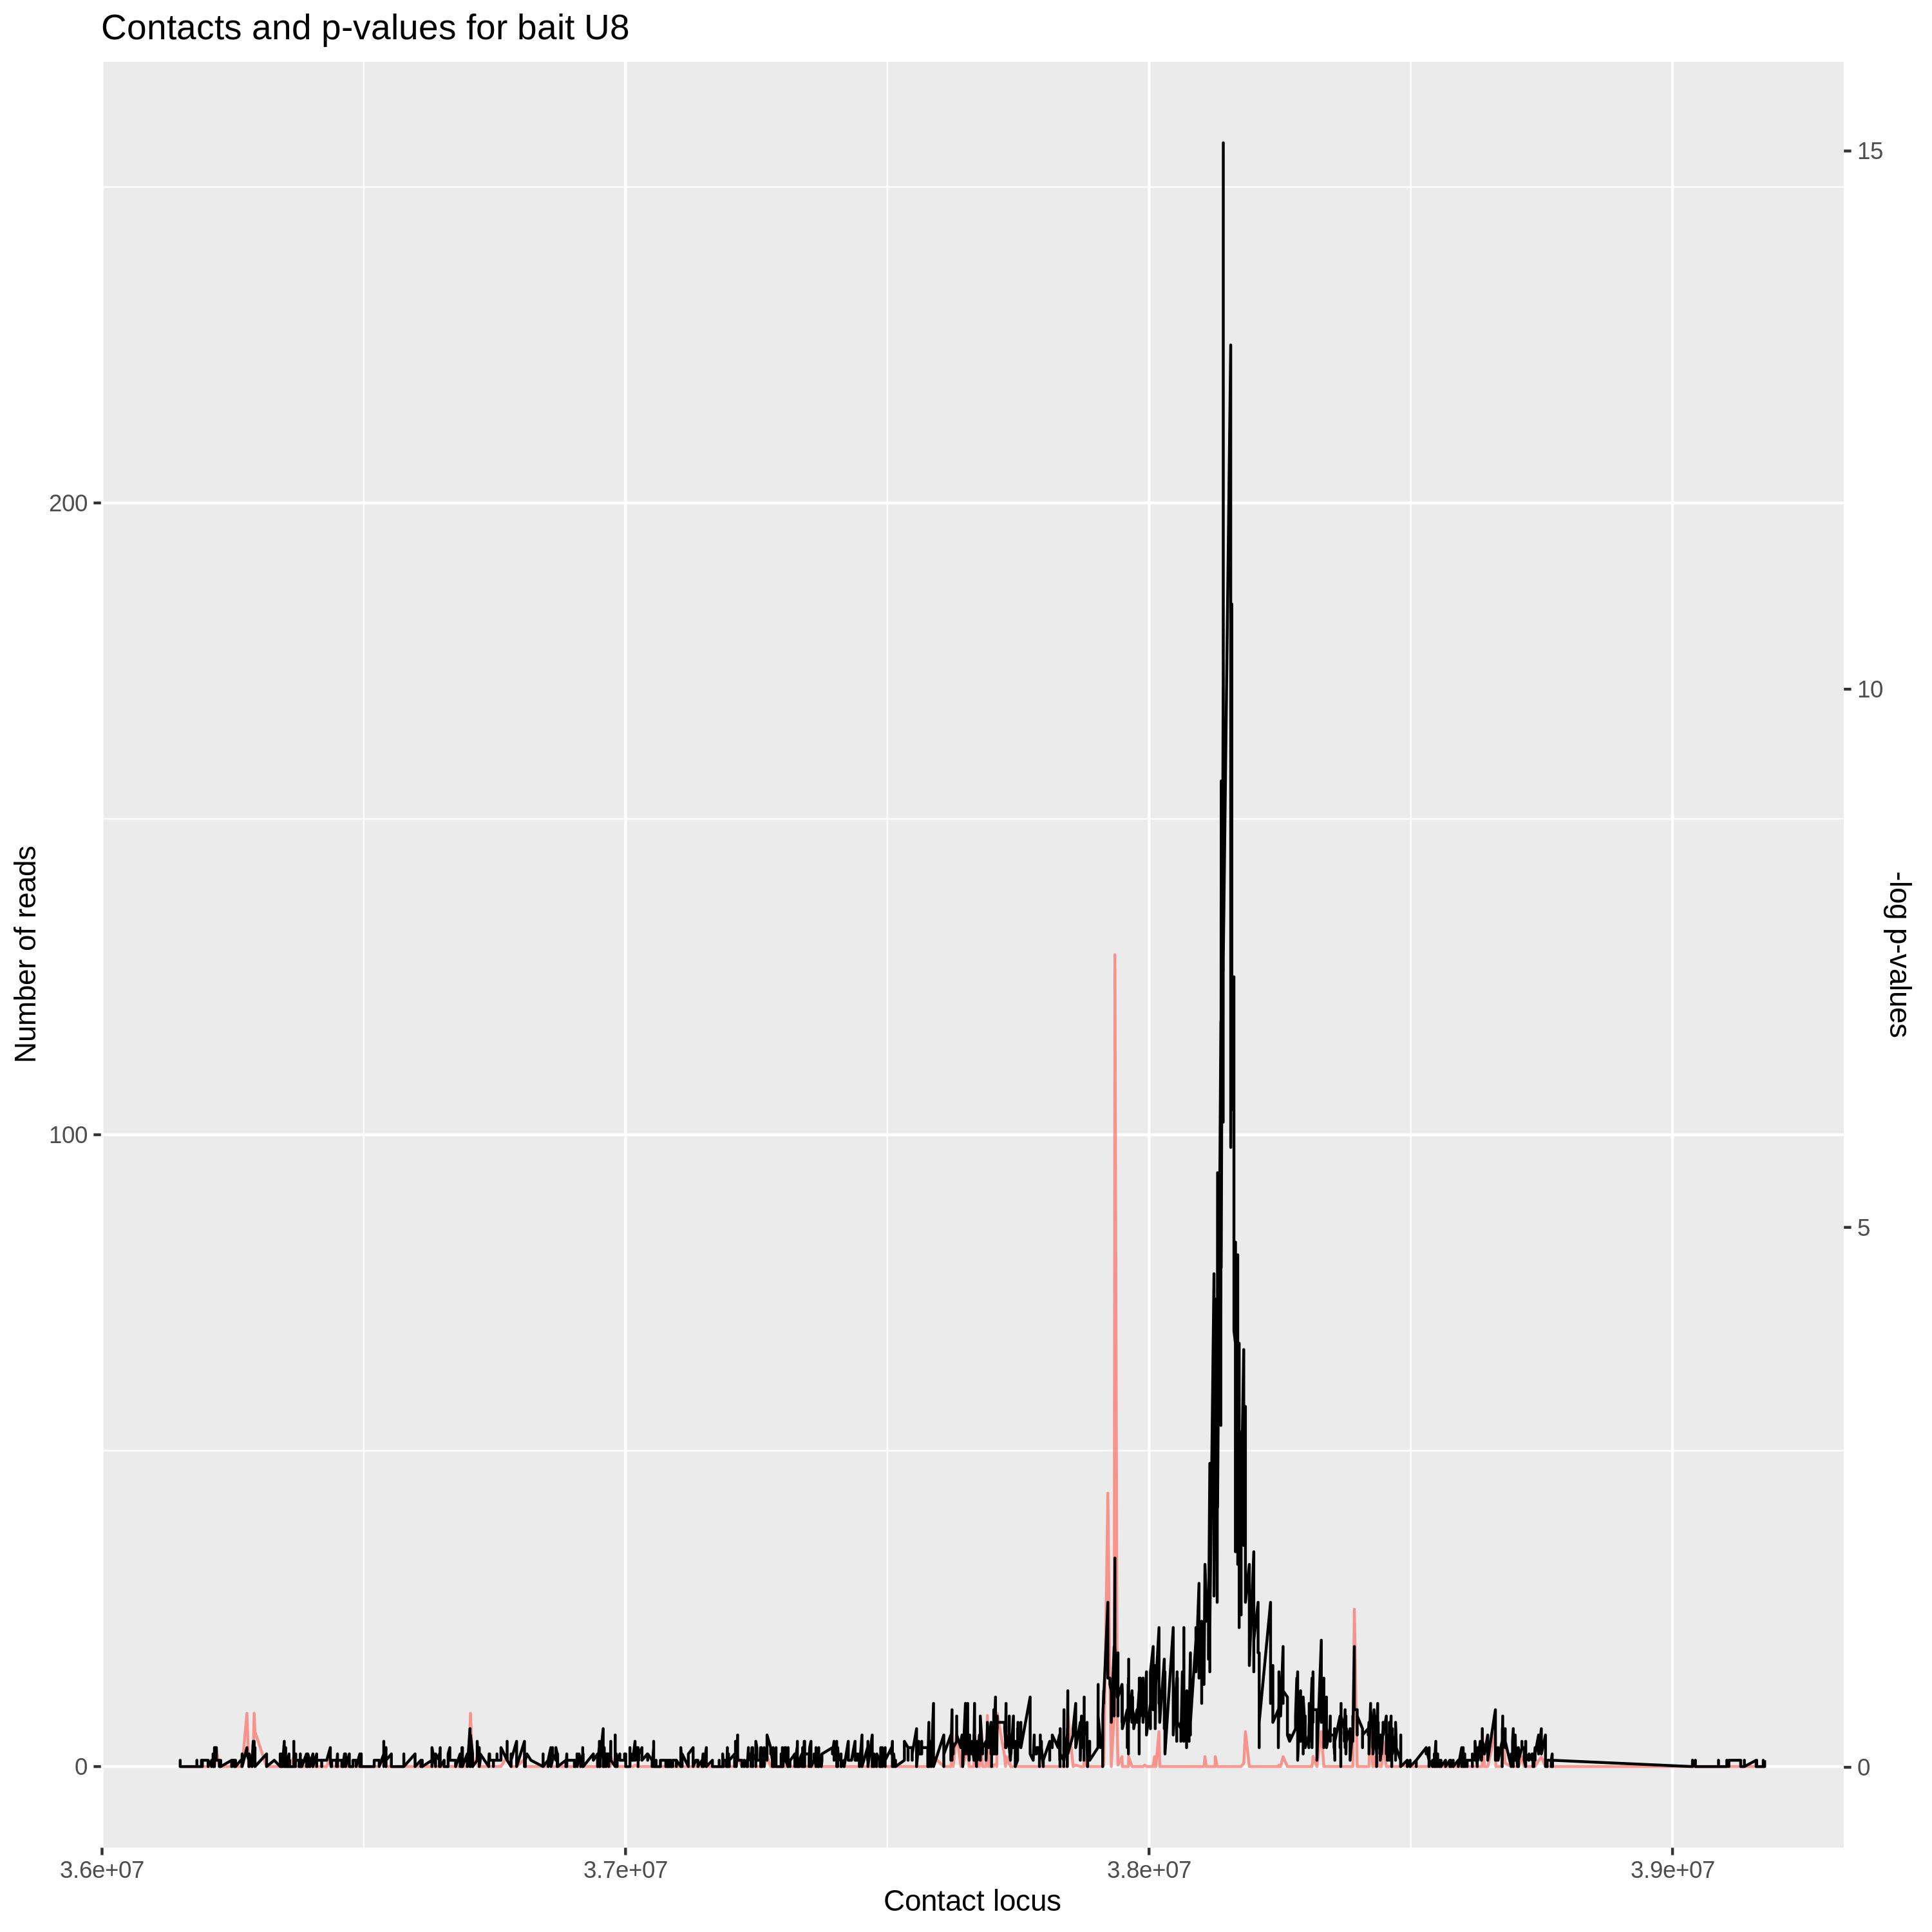 Contacts and p-values for bait U8
Number of reads
200
100
0
15
10
5
0
-log p-values
3.6e+07
3.7e+07
3.8e+07
3.9e+07
Contact locus